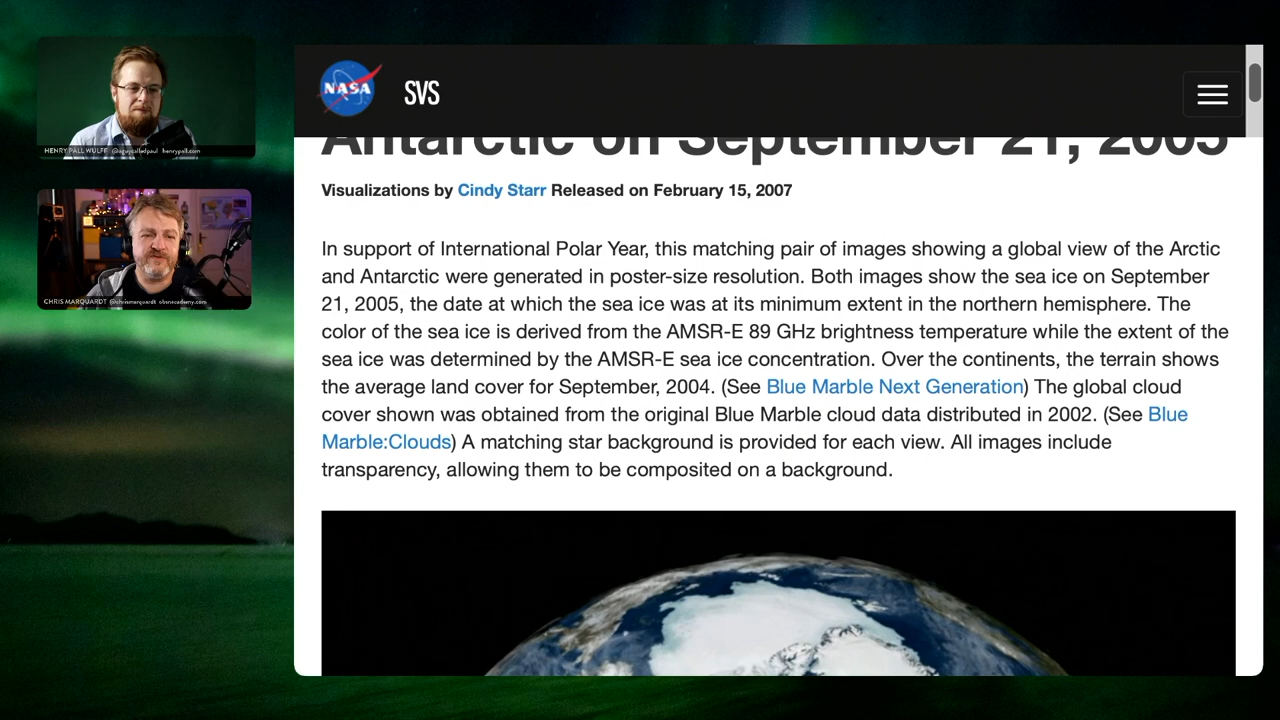 HENRY PALL WULFF @aguycalledpaul henrypall.com
CHRIS MARQUARDT @chrismarquardt absrecademy.com
NASA SVS
Antarctic on September 21, 2005
Visualizations by Cindy Starr Released on February 15, 2007
In support of International Polar Year, this matching pair of images showing a global view of the Arctic
and Antarctic were generated in poster-size resolution. Both images show the sea ice on September
21, 2005, the date at which the sea ice was at its minimum extent in the northern hemisphere. The
color of the sea ice is derived from the AMSR-E 89 GHz brightness temperature while the extent of the
sea ice was determined by the AMSR-E sea ice concentration. Over the continents, the terrain shows
the average land cover for September, 2004. (See Blue Marble Next Generation) The global cloud
cover shown was obtained from the original Blue Marble cloud data distributed in 2002. (See Blue
Marble:Clouds) A matching star background is provided for each view. All images include
transparency, allowing them to be composited on a background.